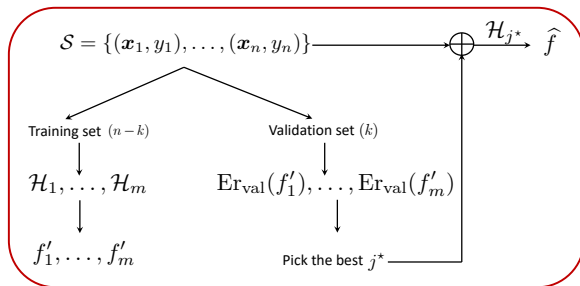 𝒮 = {(𝒙₁, y₁), . . . , (𝒙ₙ, yₙ)} ⊕ ℋ_{j⋆} f̂
Training set (n−k) Validation set (k)
ℋ₁, . . . , ℋₘ Er_val(f′₁), . . . , Er_val(f′ₘ)
f′₁, . . . , f′ₘ Pick the best j⋆